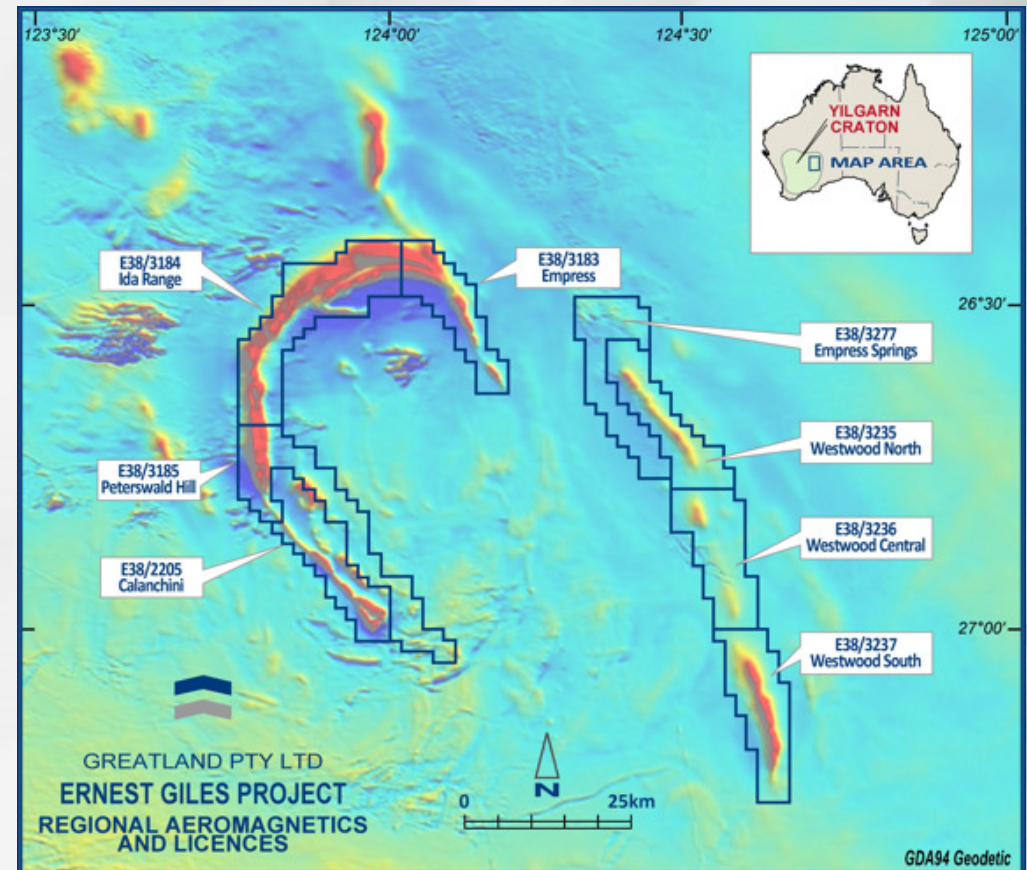 123°30'
124°00'
124°30'
125°00'
YILGARN
CRATON
MAP AREA
E38/3184
Ida Range
E38/3183
Empress
26°30'
E38/3277
Empress Springs
E38/3235
Westwood North
E38/3185
Peterswald Hill
E38/3236
Westwood Central
E38/2205
Calanchini
27°00'
E38/3237
Westwood South
GREATLAND PTY LTD
ERNEST GILES PROJECT
REGIONAL AEROMAGNETICS
AND LICENCES
N
0 25km
GDA94 Geodetic